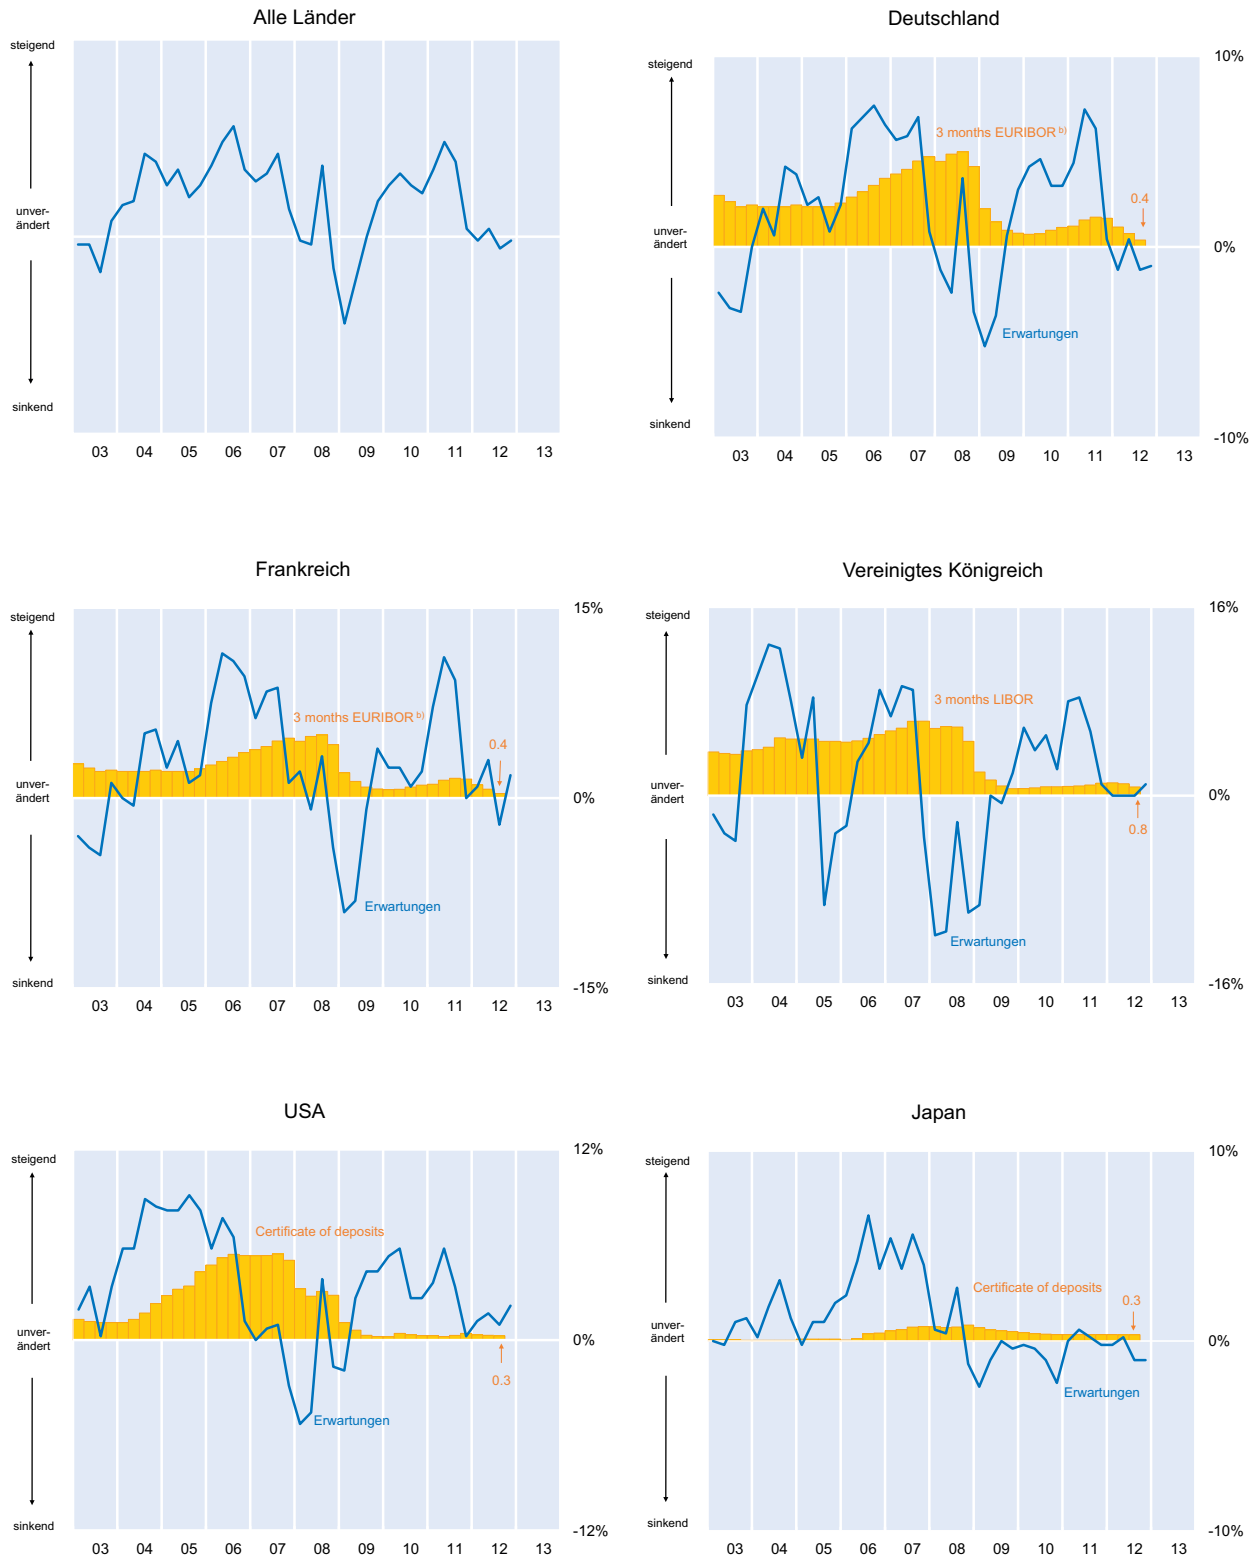 Alle Länder
steigend
unver-
ändert
sinkend
03 04 05 06 07 08 09 10 11 12 13
Deutschland
steigend
unver-
ändert
sinkend
10%
0%
-10%
3 months EURIBOR b)
0.4
Erwartungen
03 04 05 06 07 08 09 10 11 12 13
Frankreich
steigend
unver-
ändert
sinkend
15%
0%
-15%
3 months EURIBOR b)
0.4
Erwartungen
03 04 05 06 07 08 09 10 11 12 13
Vereinigtes Königreich
steigend
unver-
ändert
sinkend
16%
0%
-16%
3 months LIBOR
0.8
Erwartungen
03 04 05 06 07 08 09 10 11 12 13
USA
steigend
unver-
ändert
sinkend
12%
0%
-12%
Certificate of deposits
0.3
Erwartungen
03 04 05 06 07 08 09 10 11 12 13
Japan
steigend
unver-
ändert
sinkend
10%
0%
-10%
Certificate of deposits
0.3
Erwartungen
03 04 05 06 07 08 09 10 11 12 13